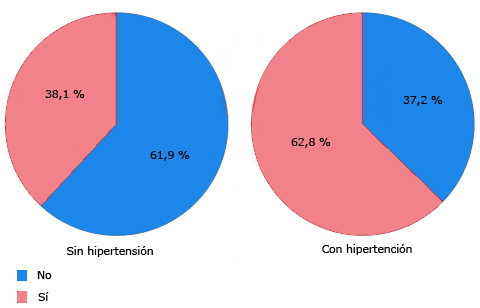 38,1 %
61,9 %
Sin hipertensión
37,2 %
62,8 %
Con hipertención
No
Sí